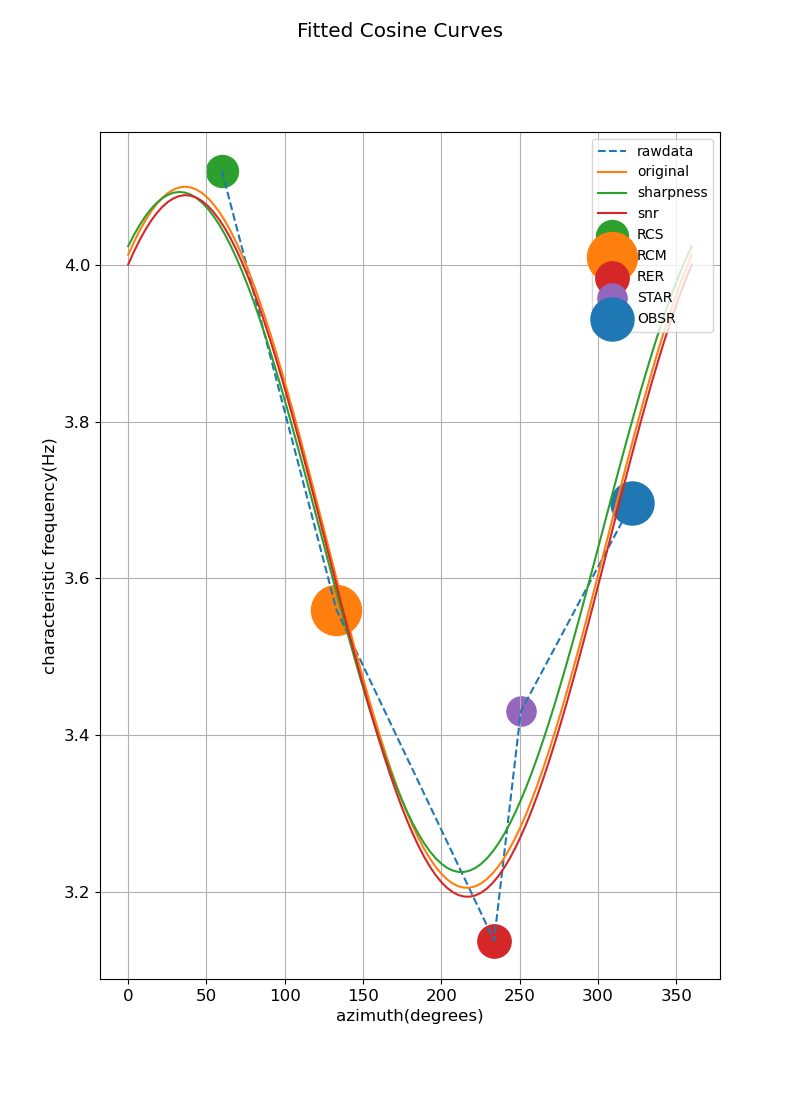 Fitted Cosine Curves
rawdata
original
sharpness
snr
RCS
RCM
RER
STAR
OBSR
characteristic frequency(Hz)
4.0
3.8
3.6
3.4
3.2
0 50 100 150 200 250 300 350
azimuth(degrees)